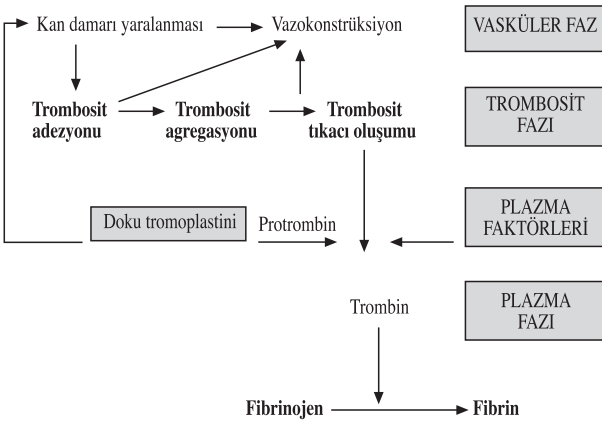 Kan damarı yaralanması
Vazokonstrüksiyon
VASKÜLER FAZ
Trombosit
adezyonu
Trombosit
agregasyonu
Trombosit
tıkacı oluşumu
TROMBOSİT
FAZI
Doku tromoplastini
Protrombin
PLAZMA
FAKTÖRLERİ
Trombin
PLAZMA
FAZI
Fibrinojen
Fibrin